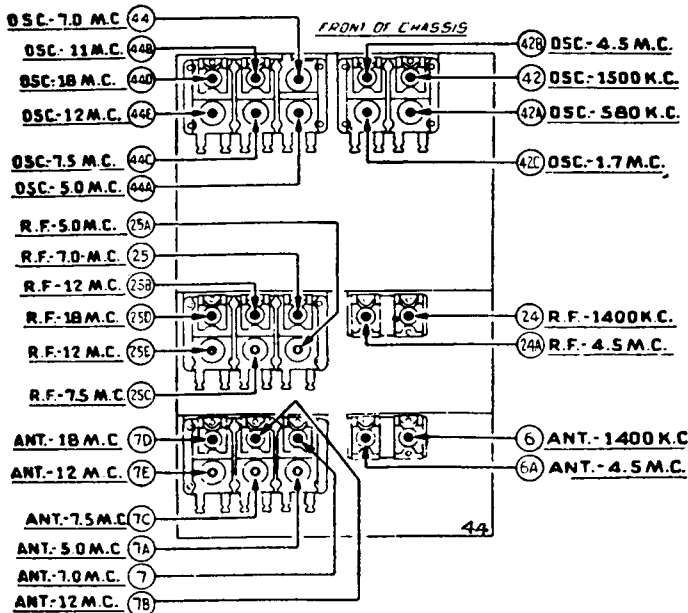 FRONT OF CHASSIS
OSC.-7.0 M.C 44
OSC.- 11 M.C. 44B
OSC.-18 M.C. 44D
OSC.-12 M.C. 44E
OSC.-7.5 M.C. 44C
OSC.-5.0 M.C. 44A
42B OSC.-4.5 M.C.
42 OSC.-1500 K.C.
42A OSC.-580 K.C.
42C OSC.-1.7 M.C.
R.F.-5.0 M.C. 25A
R.F.-7.0-M.C. 25
R.F.-12 M.C. 25B
R.F.-18 M.C. 25D
R.F.-12 M.C. 25E
R.F.-7.5 M.C. 25C
24 R.F.-1400 K.C.
24A R.F.-4.5 M.C.
ANT.-18 M.C 7D
ANT.-12 M.C. 7E
ANT.-7.5 M.C 7C
ANT.-5.0 M.C. 7A
ANT.-7.0 M.C. 7
ANT.-12 M.C. 7B
6 ANT.-1400 K.C
6A ANT.-4.5 M.C.
44